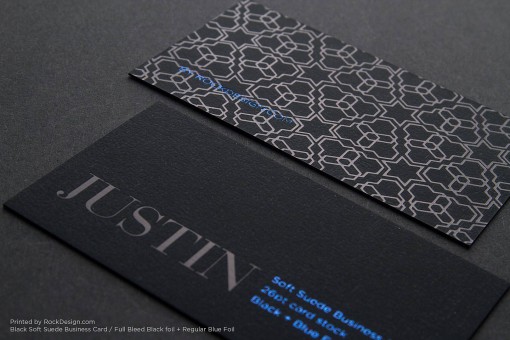 JUSTIN
Soft Suede Business
26pt card stock
Black + Blue
Printed by RockDesign.com
Black Soft Suede Business Card / Full Bleed Black foil + Regular Blue Foil